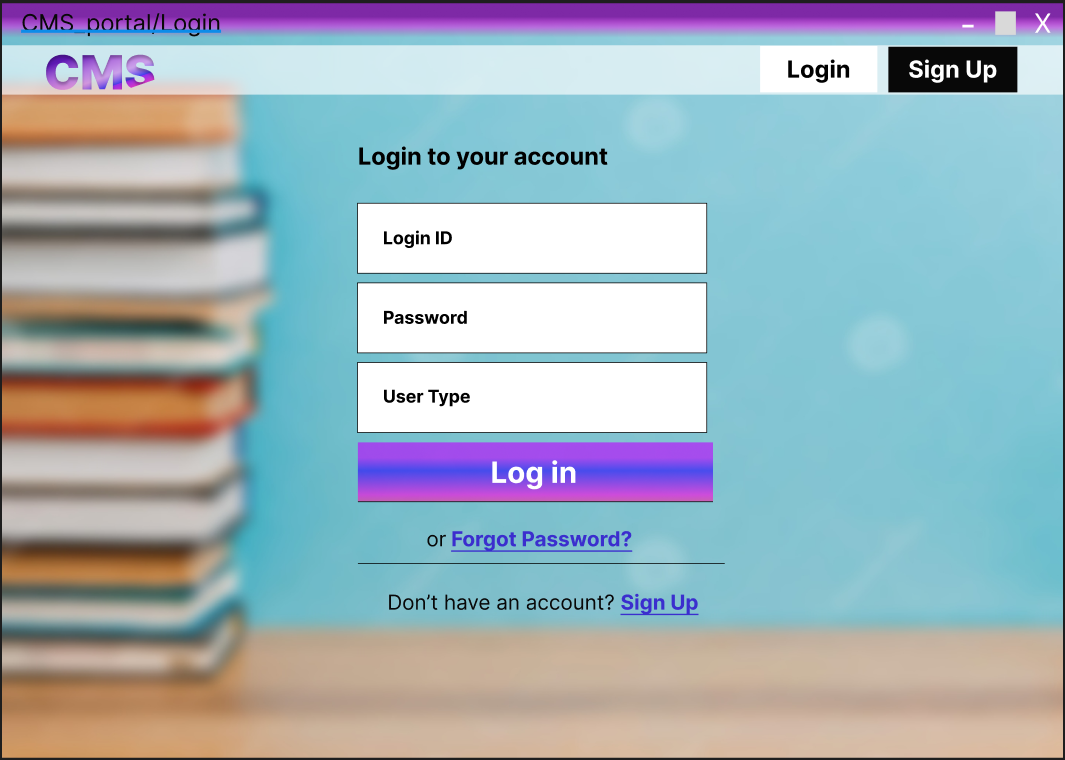 CMS_portal/Login
– X
CMS
Login
Sign Up
Login to your account
Login ID
Password
User Type
Log in
or Forgot Password?
Don’t have an account? Sign Up